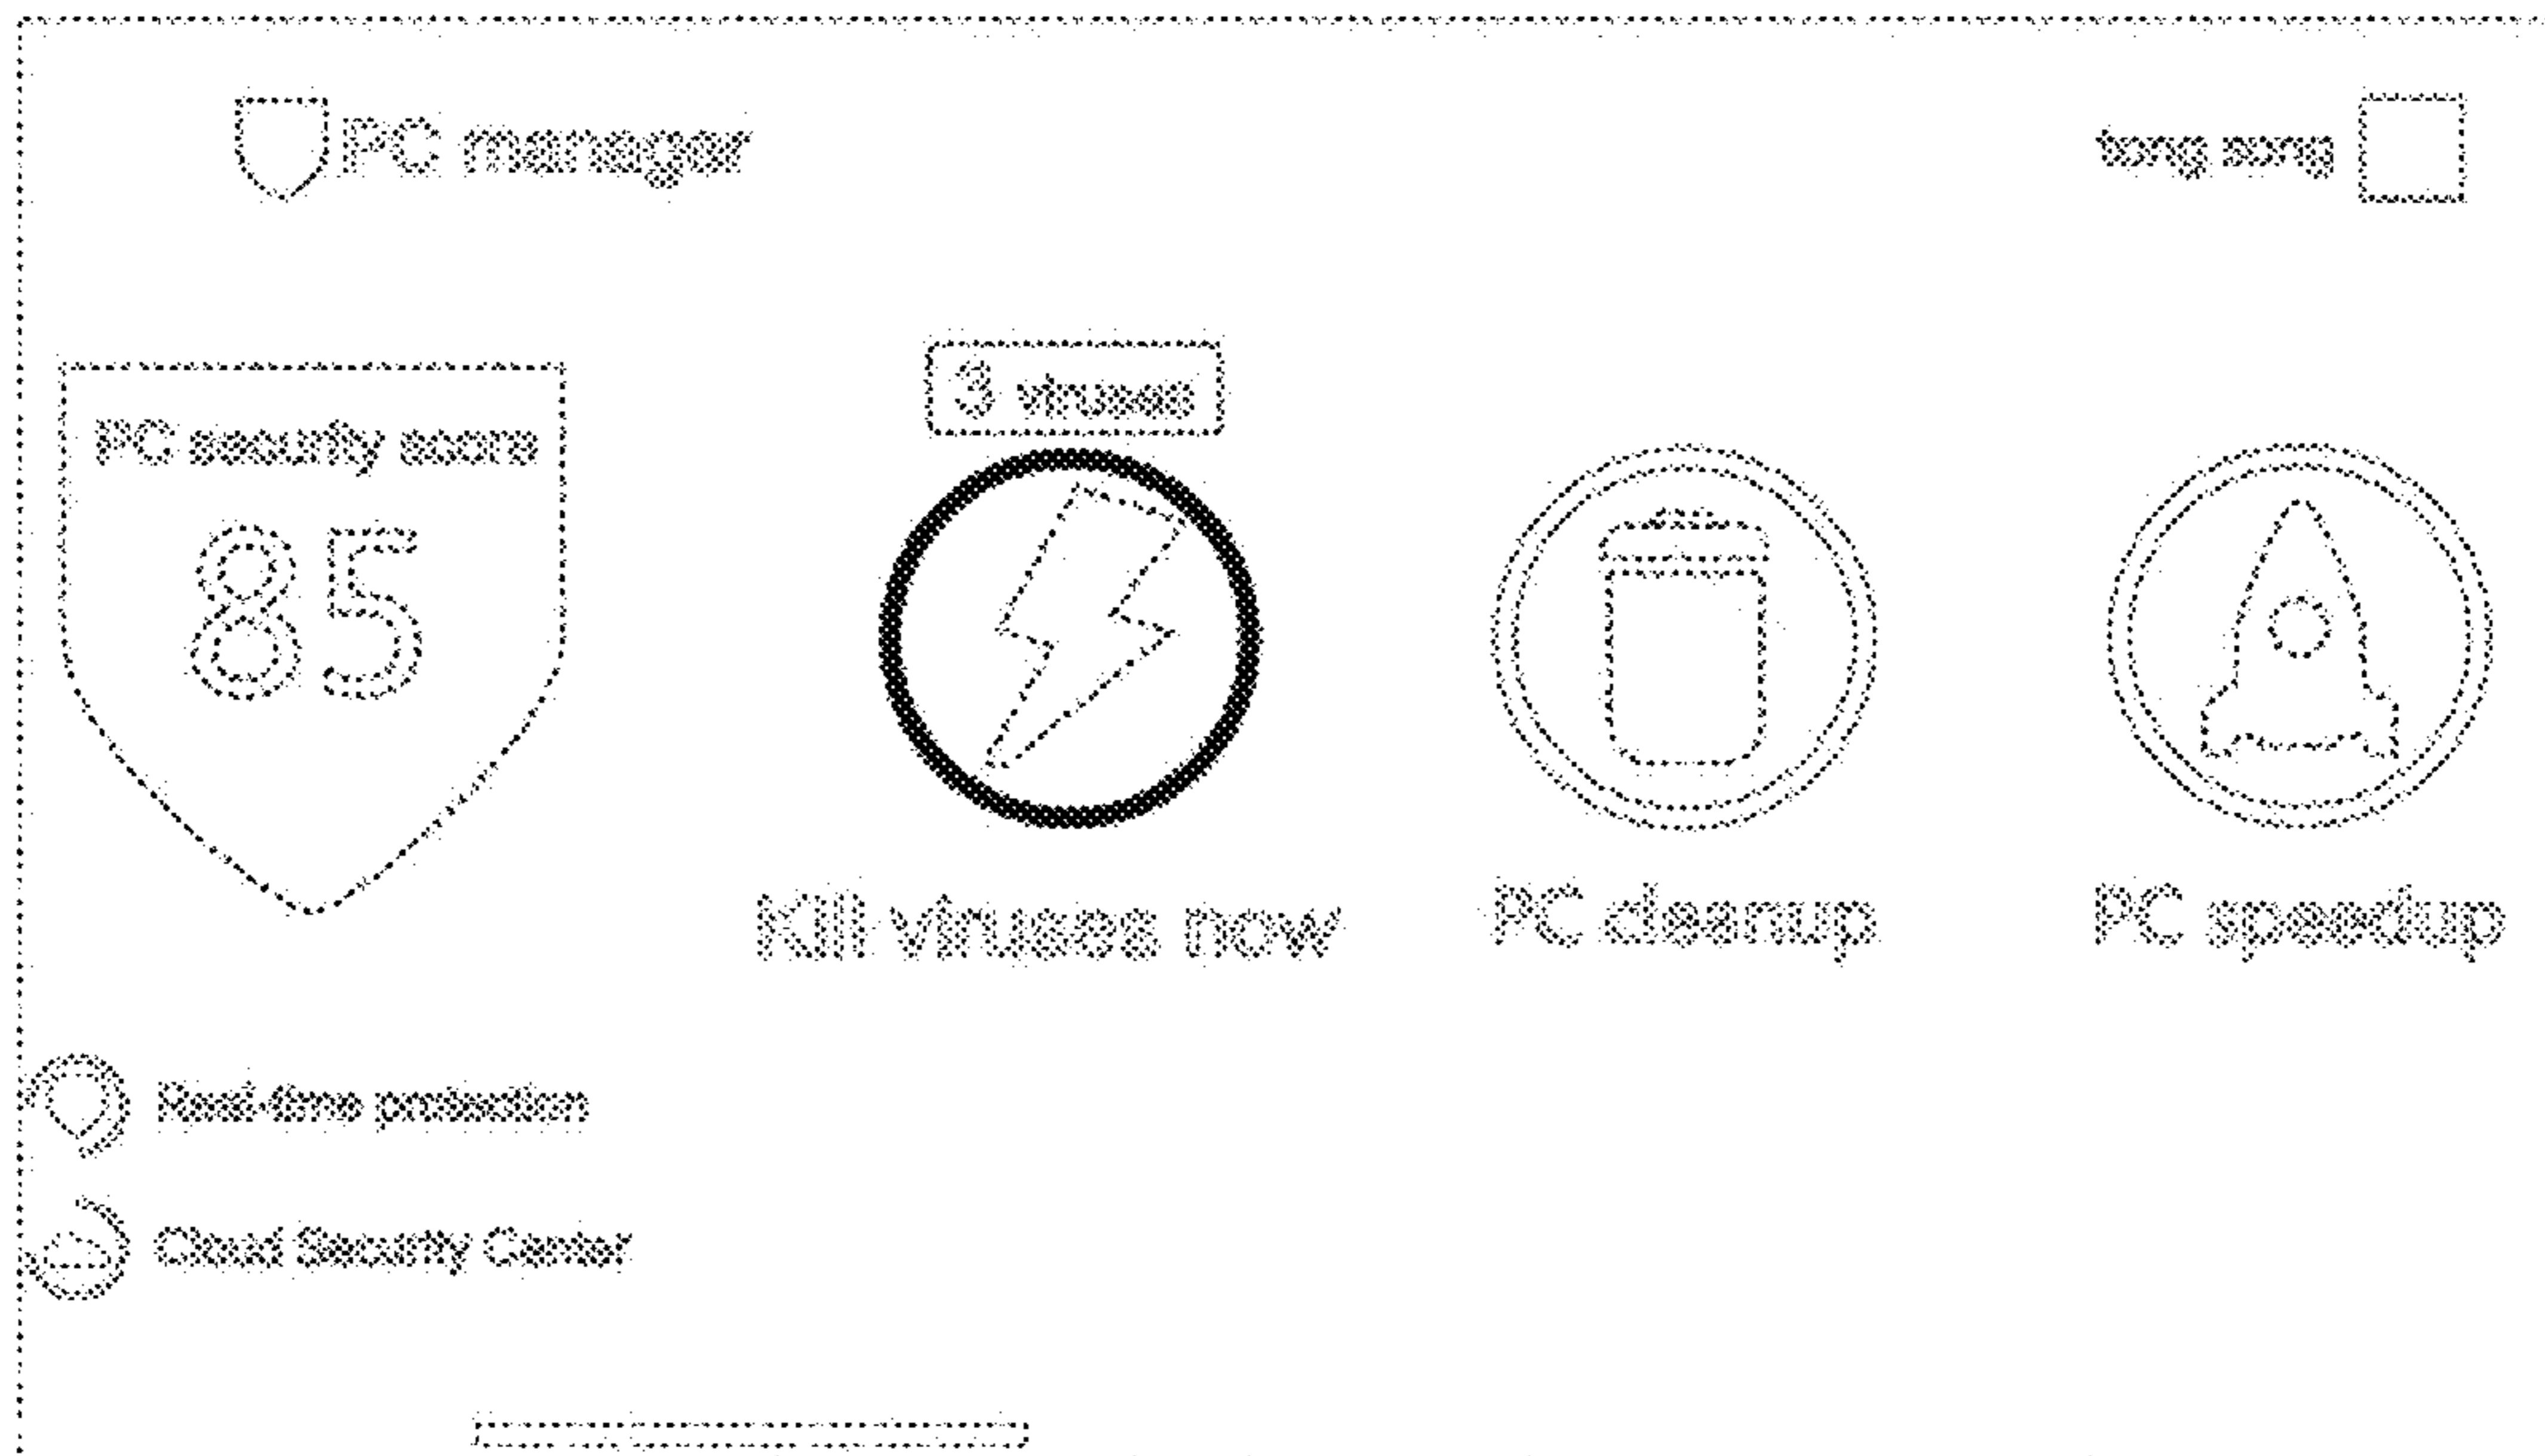 PC manager
tong song
PC security score
85
3 viruses
Kill viruses now
PC cleanup
PC speedup
Real-time protection
Cloud Security Center